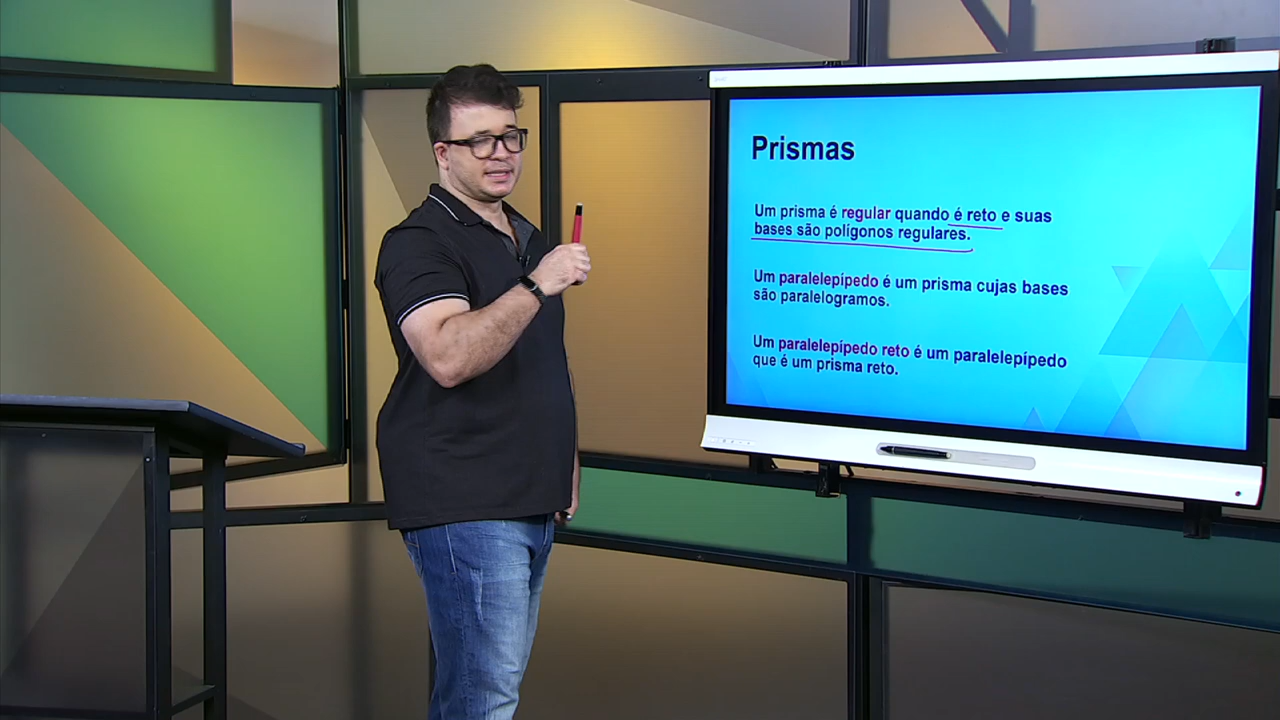 Prismas
Um prisma é regular quando é reto e suas
bases são polígonos regulares.
Um paralelepípedo é um prisma cujas bases
são paralelogramos.
Um paralelepípedo reto é um paralelepípedo
que é um prisma reto.